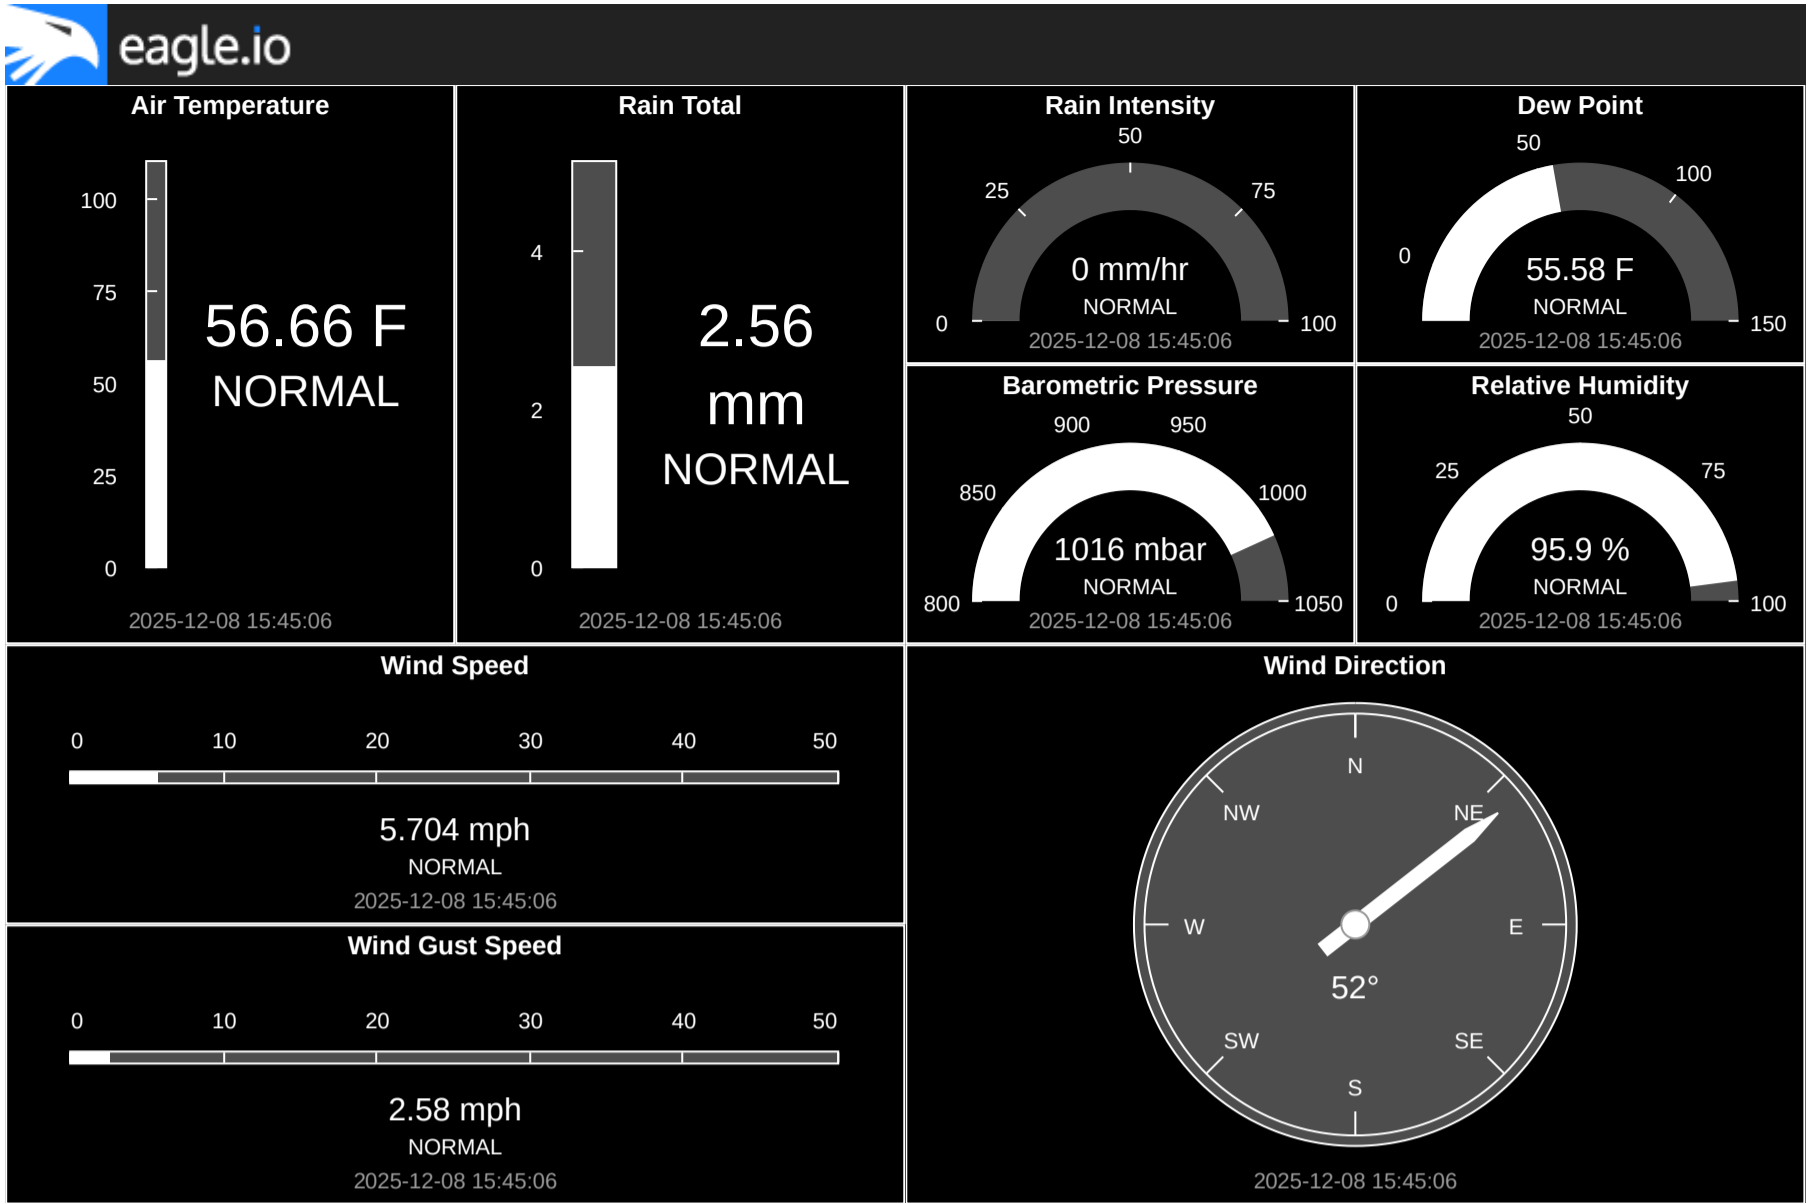 eagle.io
Air Temperature
100
75
50
25
0
56.66 F
NORMAL
2025-12-08 15:45:06
Rain Total
4
2
0
2.56
mm
NORMAL
2025-12-08 15:45:06
Rain Intensity
50
25
75
0
100
0 mm/hr
NORMAL
2025-12-08 15:45:06
Dew Point
50
100
0
150
55.58 F
NORMAL
2025-12-08 15:45:06
Barometric Pressure
900
950
850
1000
800
1050
1016 mbar
NORMAL
2025-12-08 15:45:06
Relative Humidity
50
25
75
0
100
95.9 %
NORMAL
2025-12-08 15:45:06
Wind Speed
0 10 20 30 40 50
5.704 mph
NORMAL
2025-12-08 15:45:06
Wind Gust Speed
0 10 20 30 40 50
2.58 mph
NORMAL
2025-12-08 15:45:06
Wind Direction
N
NW
NE
W
E
52°
SW
SE
S
2025-12-08 15:45:06